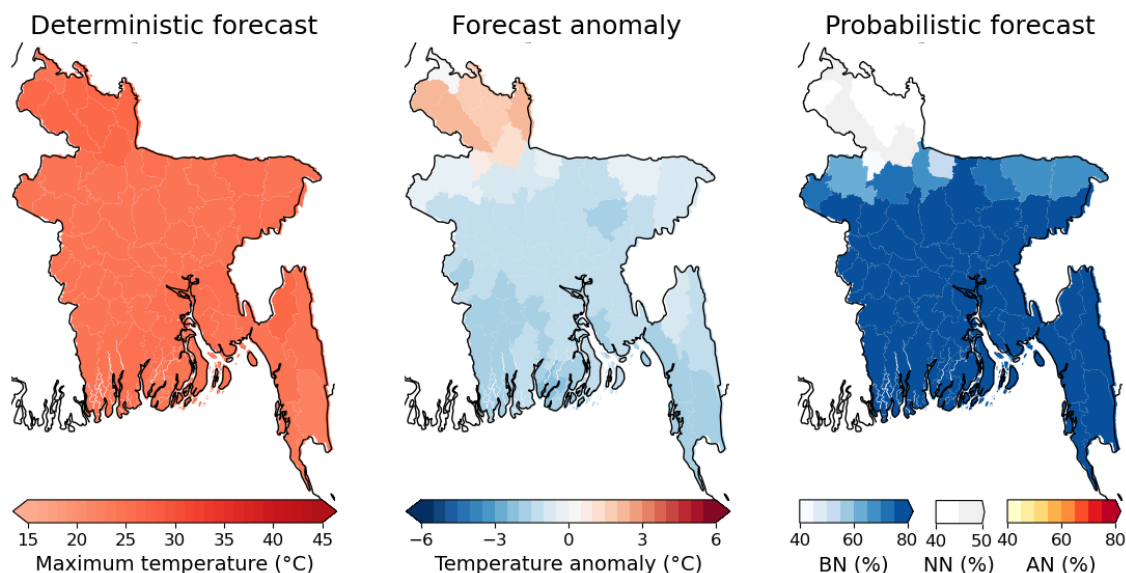 Deterministic forecast
Forecast anomaly
Probabilistic forecast
15 20 25 30 35 40 45
Maximum temperature (°C)
−6 −3 0 3 6
Temperature anomaly (°C)
40 60 80
BN (%)
40 50
NN (%)
40 60 80
AN (%)